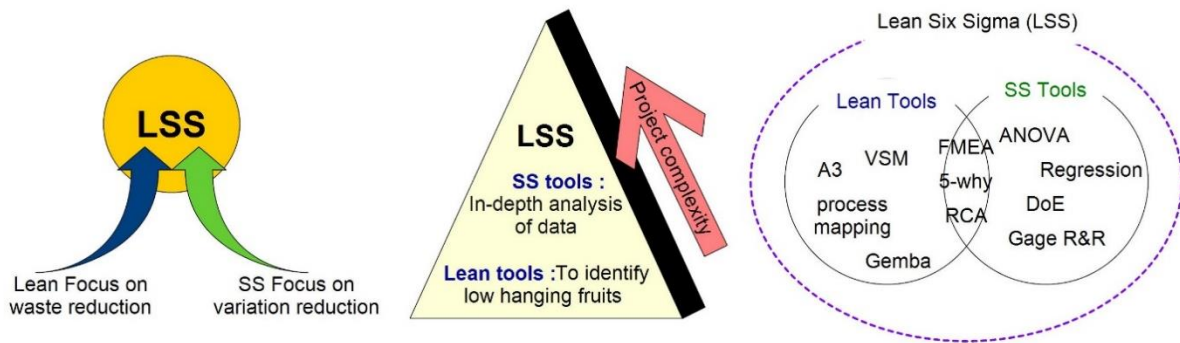 LSS
Lean Focus on
waste reduction
SS Focus on
variation reduction
LSS
SS tools :
In-depth analysis
of data
Lean tools :To identify
low hanging fruits
Project complexity
Lean Six Sigma (LSS)
Lean Tools
SS Tools
A3
VSM
process
mapping
Gemba
FMEA
5-why
RCA
ANOVA
Regression
DoE
Gage R&R